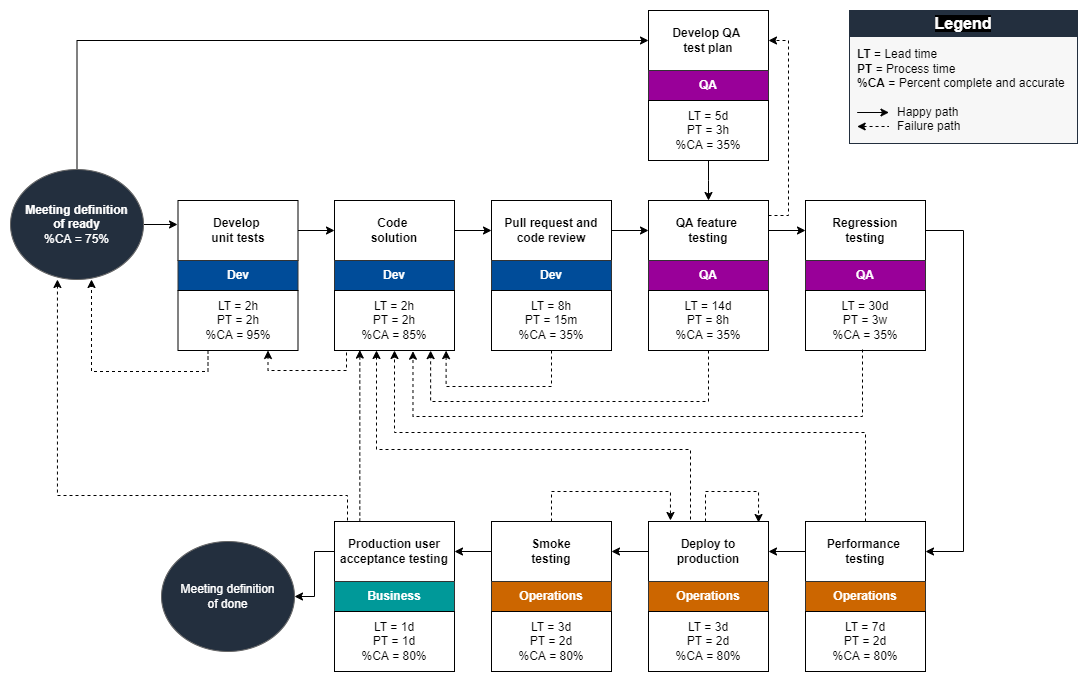 Develop QA
test plan
QA
LT = 5d
PT = 3h
%CA = 35%
Legend
LT = Lead time
PT = Process time
%CA = Percent complete and accurate
Happy path
Failure path
Meeting definition
of ready
%CA = 75%
Develop
unit tests
Dev
LT = 2h
PT = 2h
%CA = 95%
Code
solution
Dev
LT = 2h
PT = 2h
%CA = 85%
Pull request and
code review
Dev
LT = 8h
PT = 15m
%CA = 35%
QA feature
testing
QA
LT = 14d
PT = 8h
%CA = 35%
Regression
testing
QA
LT = 30d
PT = 3w
%CA = 35%
Meeting definition
of done
Production user
acceptance testing
Business
LT = 1d
PT = 1d
%CA = 80%
Smoke
testing
Operations
LT = 3d
PT = 2d
%CA = 80%
Deploy to
production
Operations
LT = 3d
PT = 2d
%CA = 80%
Performance
testing
Operations
LT = 7d
PT = 2d
%CA = 80%